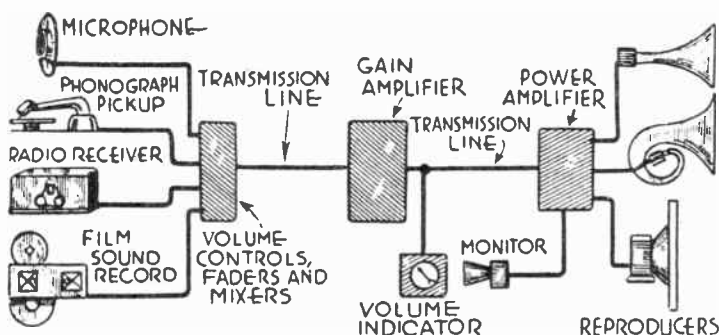 MICROPHONE
PHONOGRAPH
PICKUP
RADIO RECEIVER
FILM
SOUND
RECORD
TRANSMISSION
LINE
VOLUME
CONTROLS,
FADERS AND
MIXERS
GAIN
AMPLIFIER
TRANSMISSION
LINE
VOLUME
INDICATOR
MONITOR
POWER
AMPLIFIER
REPRODUCERS